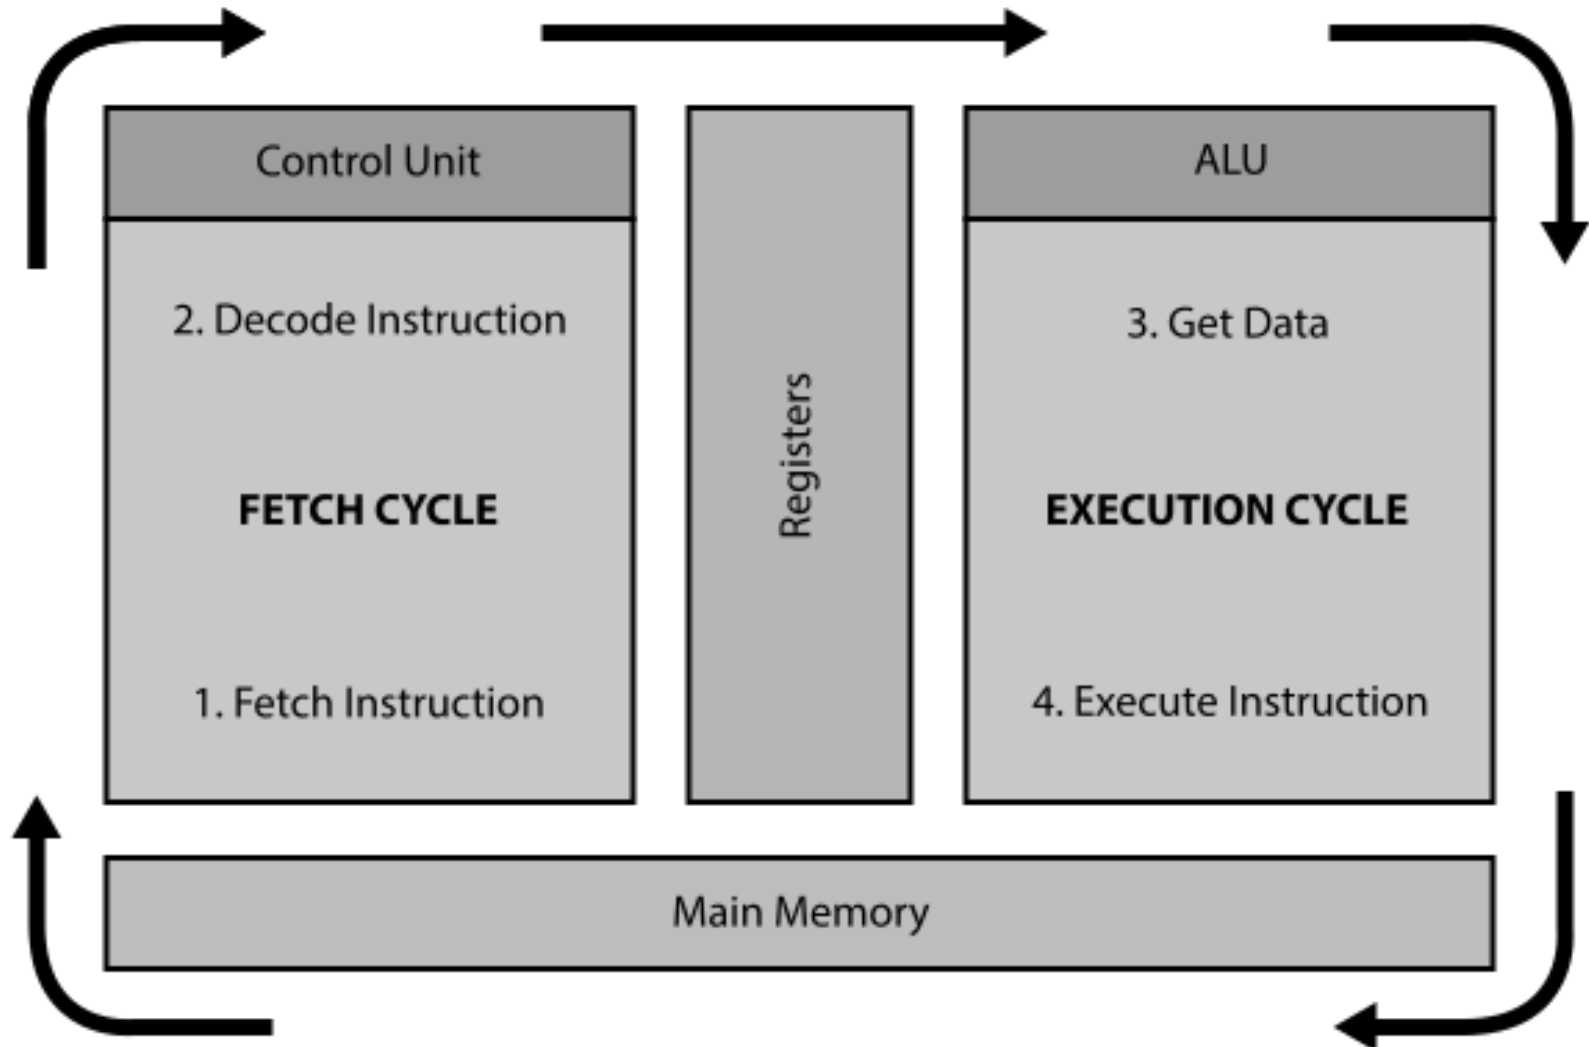 Control Unit
2. Decode Instruction
FETCH CYCLE
1. Fetch Instruction
Registers
ALU
3. Get Data
EXECUTION CYCLE
4. Execute Instruction
Main Memory